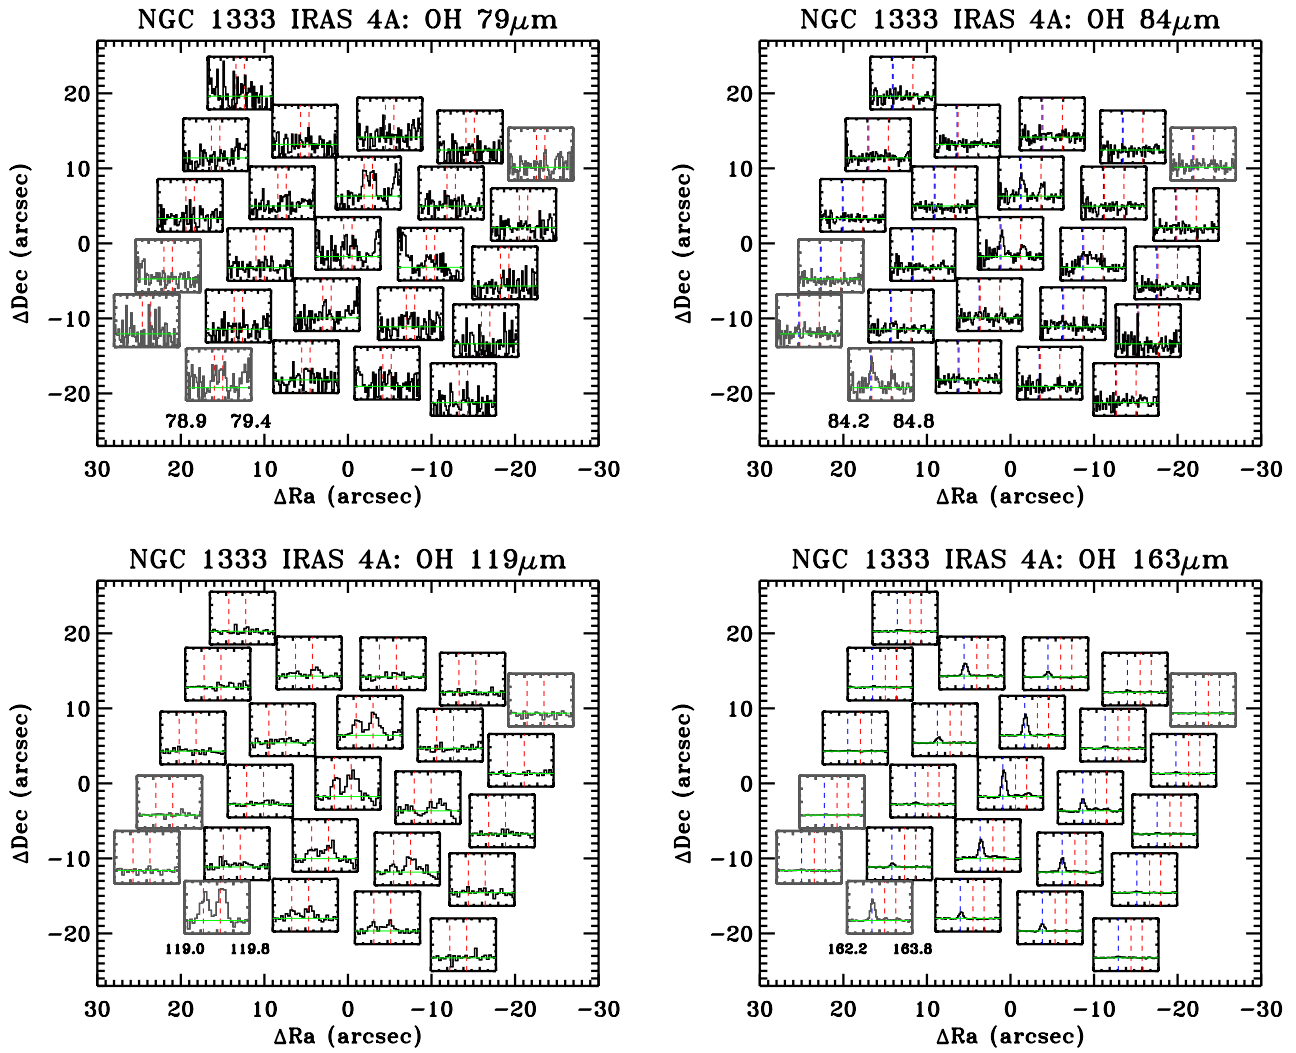 NGC 1333 IRAS 4A: OH 79μm
20
10
0
−10
−20
ΔDec (arcsec)
78.9 79.4
30 20 10 0 −10 −20 −30
ΔRa (arcsec)
NGC 1333 IRAS 4A: OH 84μm
20
10
0
−10
−20
ΔDec (arcsec)
84.2 84.8
30 20 10 0 −10 −20 −30
ΔRa (arcsec)
NGC 1333 IRAS 4A: OH 119μm
20
10
0
−10
−20
ΔDec (arcsec)
119.0 119.8
30 20 10 0 −10 −20 −30
ΔRa (arcsec)
NGC 1333 IRAS 4A: OH 163μm
20
10
0
−10
−20
ΔDec (arcsec)
162.2 163.8
30 20 10 0 −10 −20 −30
ΔRa (arcsec)